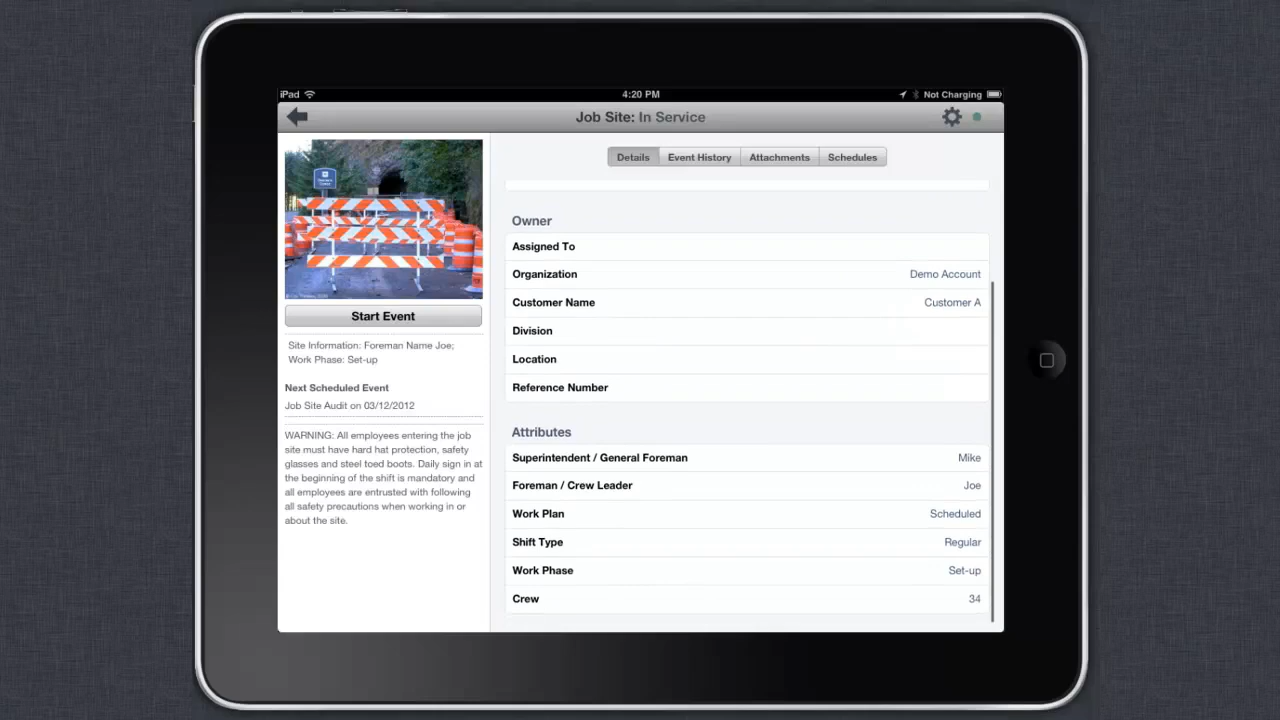 iPad
4:20 PM
Not Charging
Job Site: In Service
Details
Event History
Attachments
Schedules
Start Event
Site Information: Foreman Name Joe;
Work Phase: Set-up
Next Scheduled Event
Job Site Audit on 03/12/2012
WARNING: All employees entering the job
site must have hard hat protection, safety
glasses and steel toed boots. Daily sign in at
the beginning of the shift is mandatory and
all employees are entrusted with following
all safety precautions when working in or
about the site.
Owner
Assigned To
Organization Demo Account
Customer Name Customer A
Division
Location
Reference Number
Attributes
Superintendent / General Foreman Mike
Foreman / Crew Leader Joe
Work Plan Scheduled
Shift Type Regular
Work Phase Set-up
Crew 34